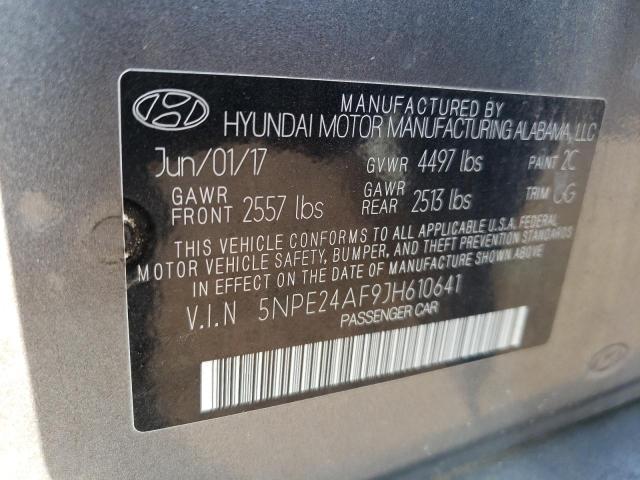 MANUFACTURED BY
HYUNDAI MOTOR MANUFACTURING ALABAMA, LLC
Jun/01/17 GVWR 4497 lbs PAINT 2C
GAWR FRONT 2557 lbs GAWR REAR 2513 lbs TRIM
THIS VEHICLE CONFORMS TO ALL APPLICABLE U.S.A. FEDERAL
MOTOR VEHICLE SAFETY, BUMPER, AND THEFT PREVENTION STANDARDS
IN EFFECT ON THE DATE OF MANUFACTURE SHOWN ABOVE.
V.I.N 5NPE24AF9JH610641
PASSENGER CAR